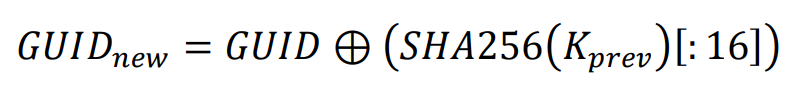 GUID_new = GUID ⊕ (SHA256(K_prev)[: 16])